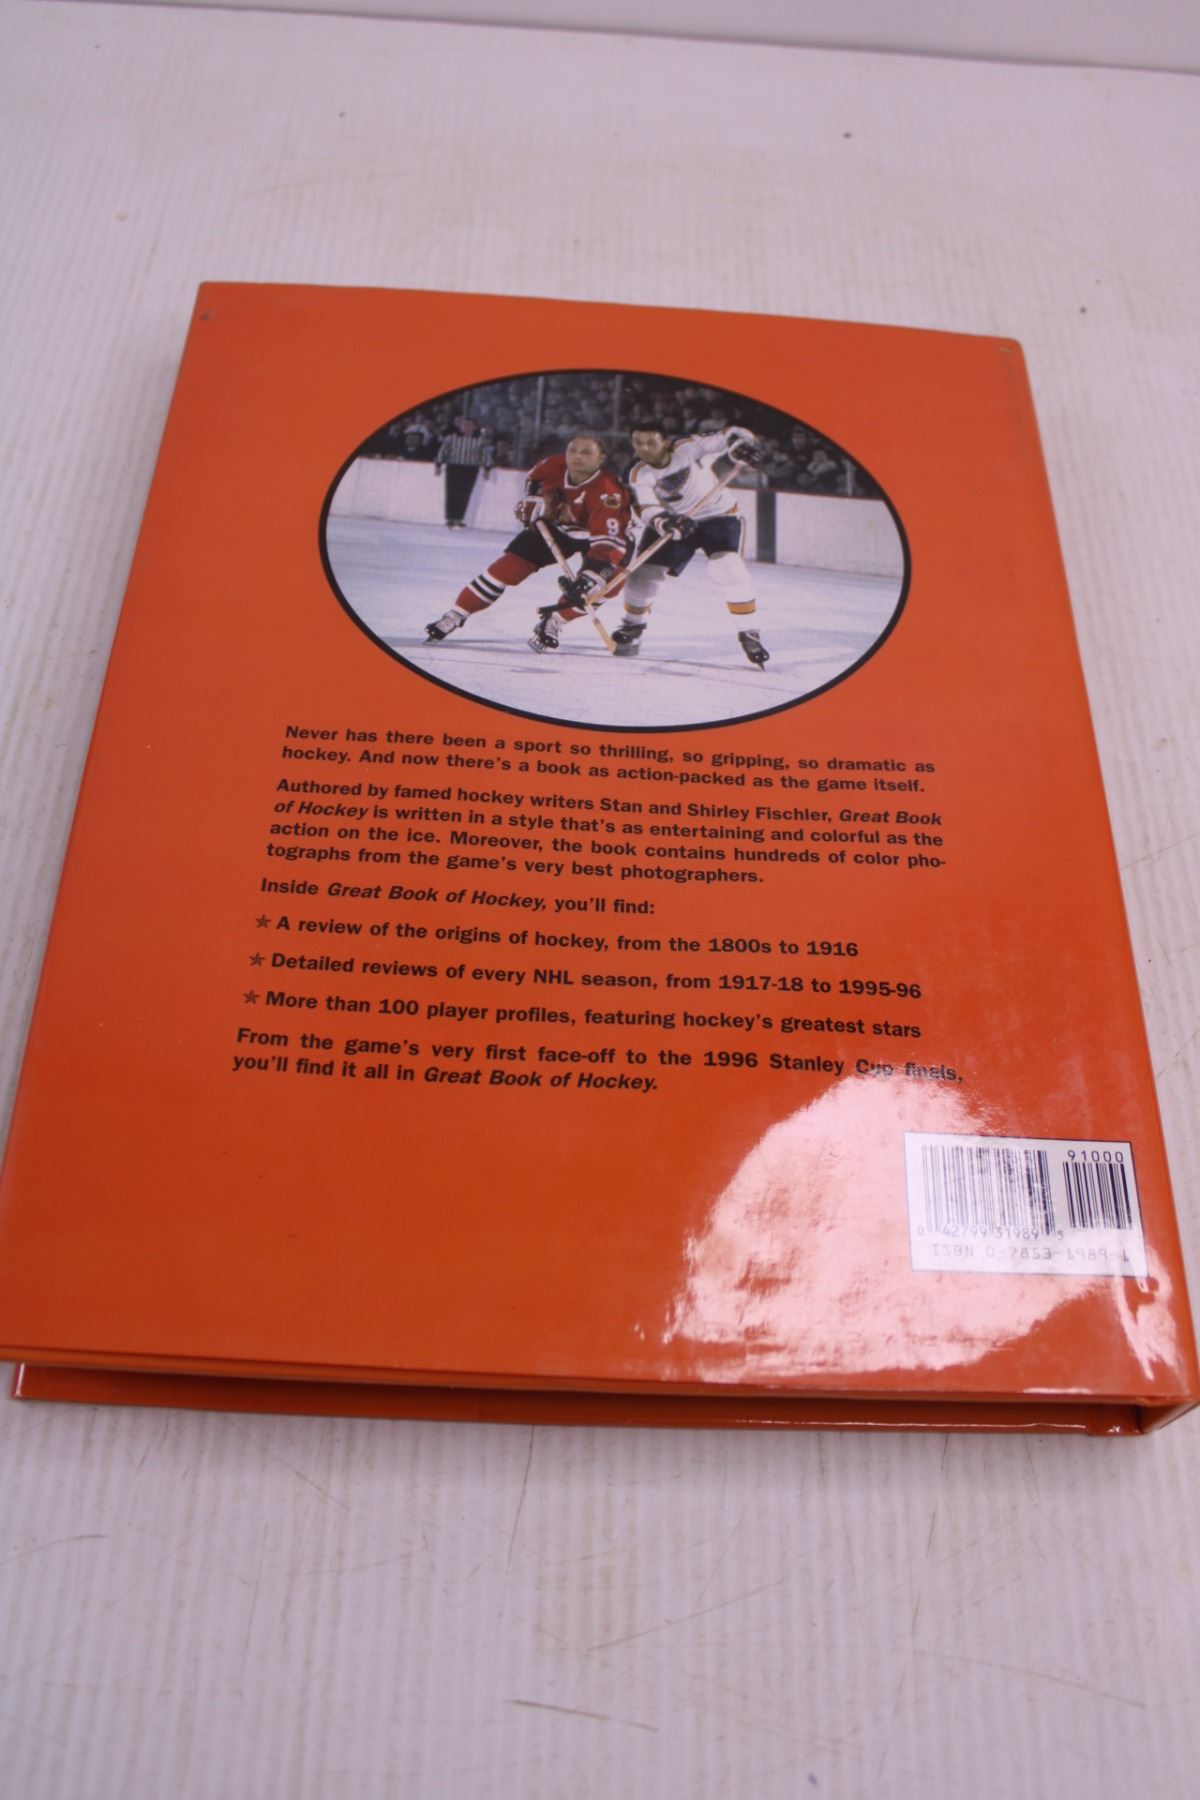 9
Never has there been a sport so thrilling, so gripping, so dramatic as
hockey. And now there's a book as action-packed as the game itself.
Authored by famed hockey writers Stan and Shirley Fischler, Great Book
of Hockey is written in a style that's as entertaining and colorful as the
action on the ice. Moreover, the book contains hundreds of color pho-
tographs from the game's very best photographers.
Inside Great Book of Hockey, you'll find:
★ A review of the origins of hockey, from the 1800s to 1916
★ Detailed reviews of every NHL season, from 1917-18 to 1995-96
★ More than 100 player profiles, featuring hockey's greatest stars
From the game's very first face-off to the 1996 Stanley Cup finals,
you'll find it all in Great Book of Hockey.
91000
0 42799 31989 5
ISBN 0-7853-1989-1